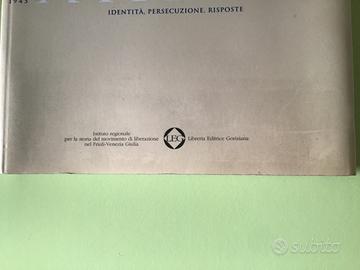 1945
IDENTITÀ, PERSECUZIONE, RISPOSTE
Istituto regionale
per la storia del movimento di liberazione
nel Friuli-Venezia Giulia
LEG
Libreria Editrice Goriziana
subito